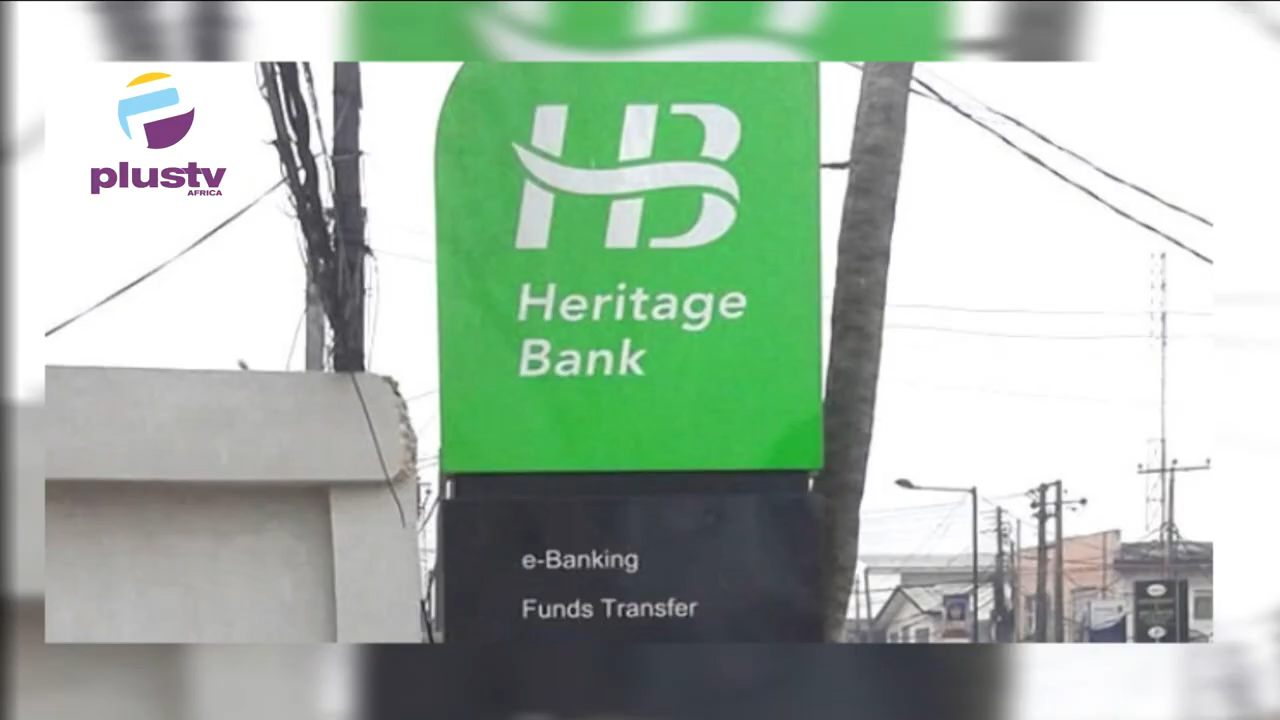 plustv
AFRICA
HB
Heritage
Bank
e-Banking
Funds Transfer